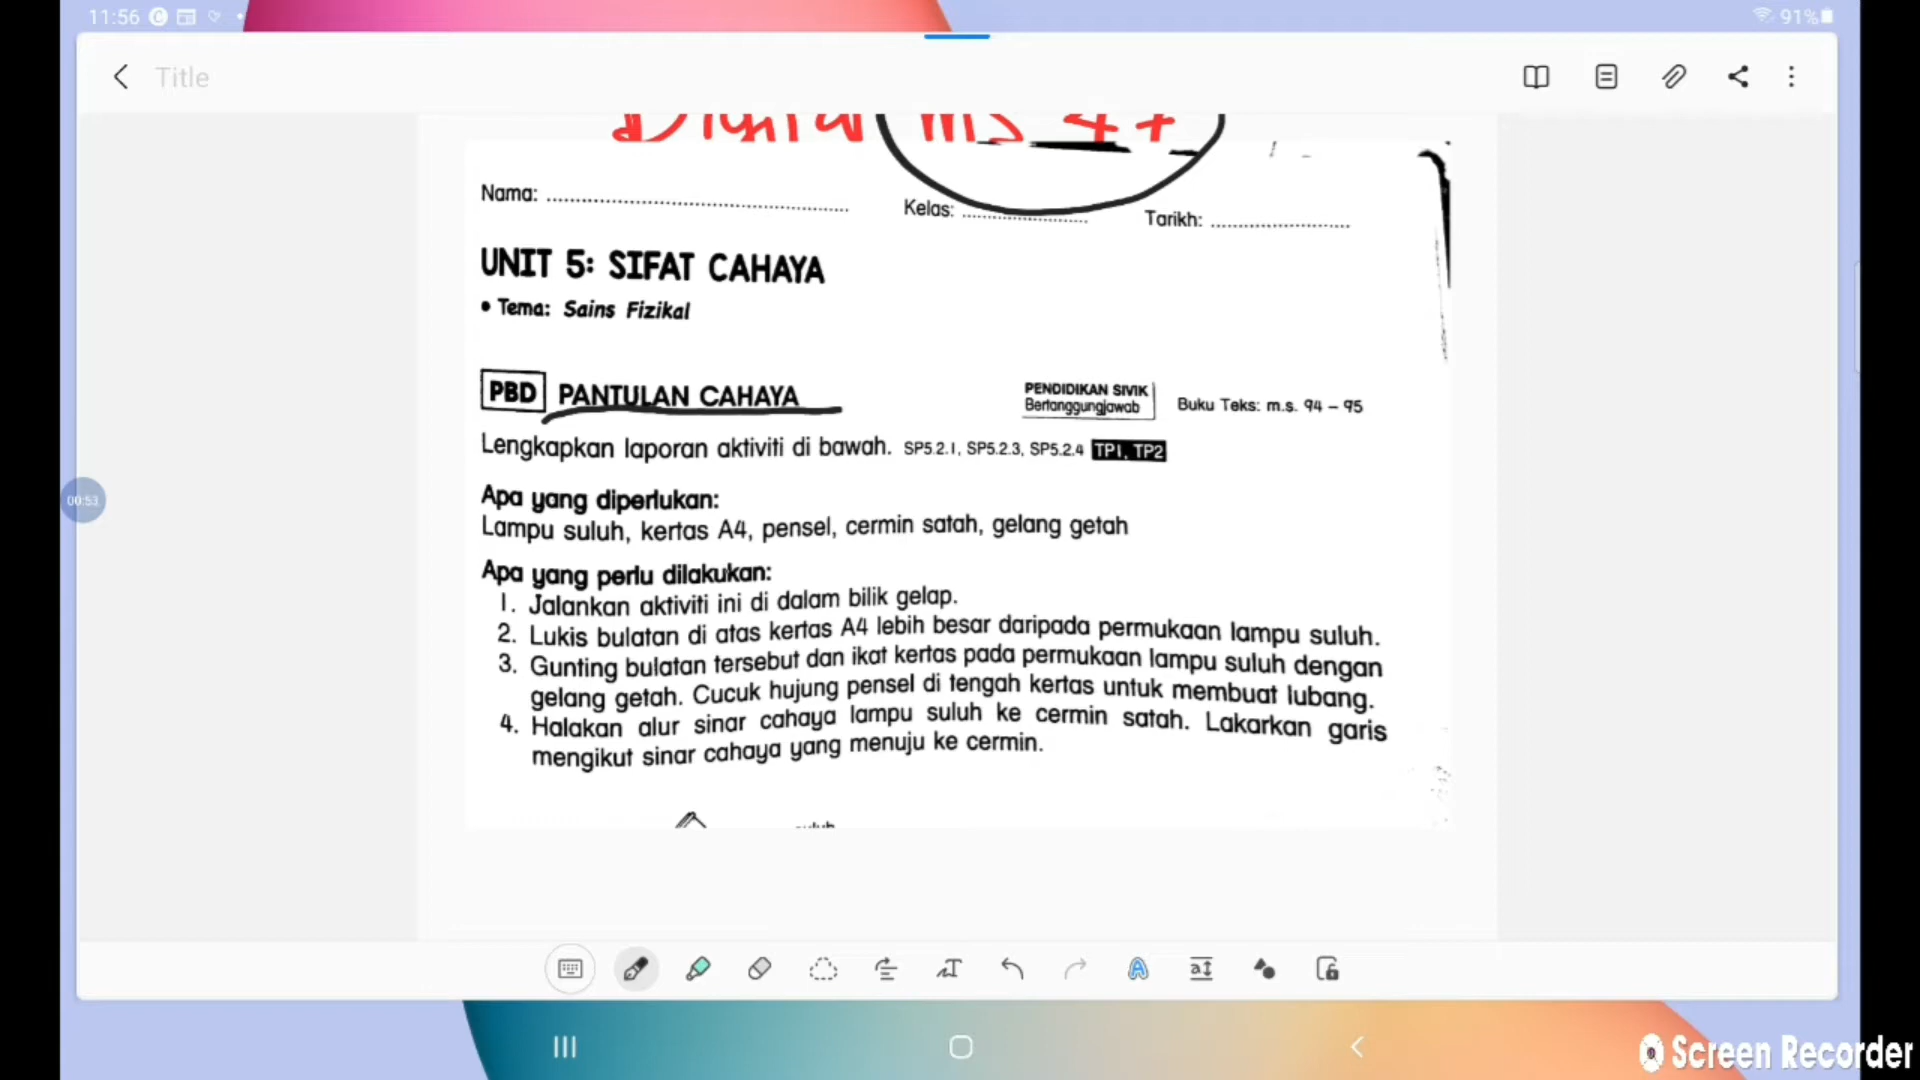 11:56
91%
Title
ms 47
Nama:
Kelas:
Tarikh:
UNIT 5: SIFAT CAHAYA
• Tema: Sains Fizikal
PBD PANTULAN CAHAYA
PENDIDIKAN SIVIK
Bertanggungjawab
Buku Teks: m.s. 94 – 95
Lengkapkan laporan aktiviti di bawah. SP5.2.1, SP5.2.3, SP5.2.4 TP1, TP2
00:53
Apa yang diperlukan:
Lampu suluh, kertas A4, pensel, cermin satah, gelang getah
Apa yang perlu dilakukan:
1. Jalankan aktiviti ini di dalam bilik gelap.
2. Lukis bulatan di atas kertas A4 lebih besar daripada permukaan lampu suluh.
3. Gunting bulatan tersebut dan ikat kertas pada permukaan lampu suluh dengan
gelang getah. Cucuk hujung pensel di tengah kertas untuk membuat lubang.
4. Halakan alur sinar cahaya lampu suluh ke cermin satah. Lakarkan garis
mengikut sinar cahaya yang menuju ke cermin.
Screen Recorder